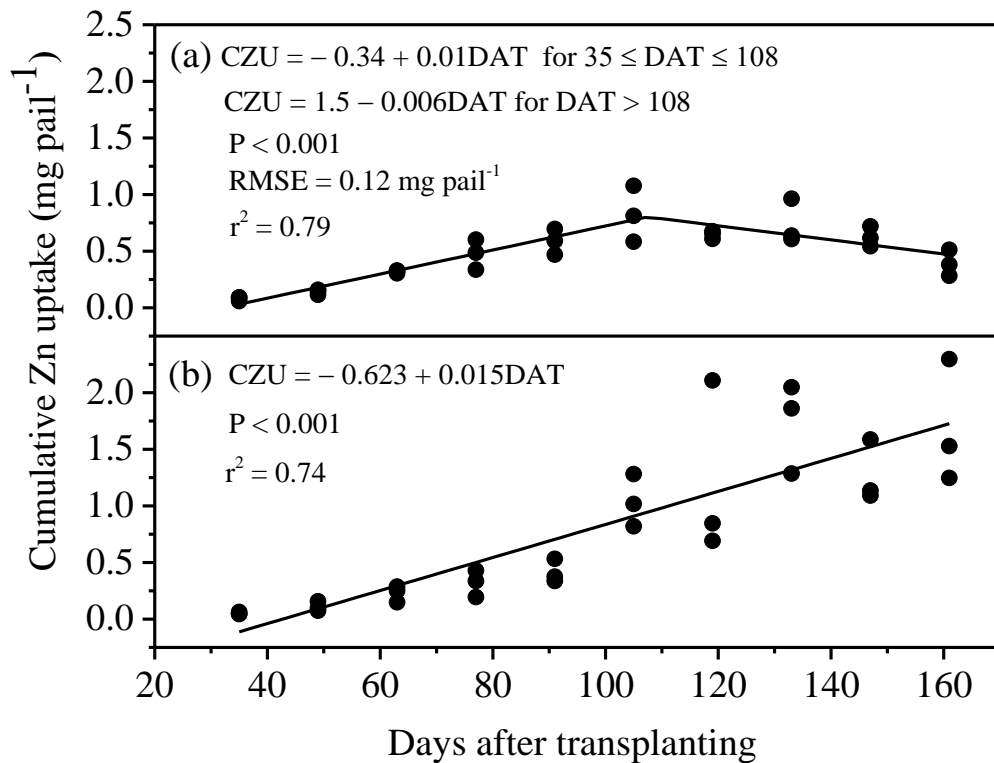 Cumulative Zn uptake (mg pail⁻¹)
2.5
2.0
1.5
1.0
0.5
0.0
(a) CZU = − 0.34 + 0.01DAT for 35 ≤ DAT ≤ 108
CZU = 1.5 − 0.006DAT for DAT > 108
P < 0.001
RMSE = 0.12 mg pail⁻¹
r² = 0.79
2.0
1.5
1.0
0.5
0.0
(b) CZU = − 0.623 + 0.015DAT
P < 0.001
r² = 0.74
20 40 60 80 100 120 140 160
Days after transplanting